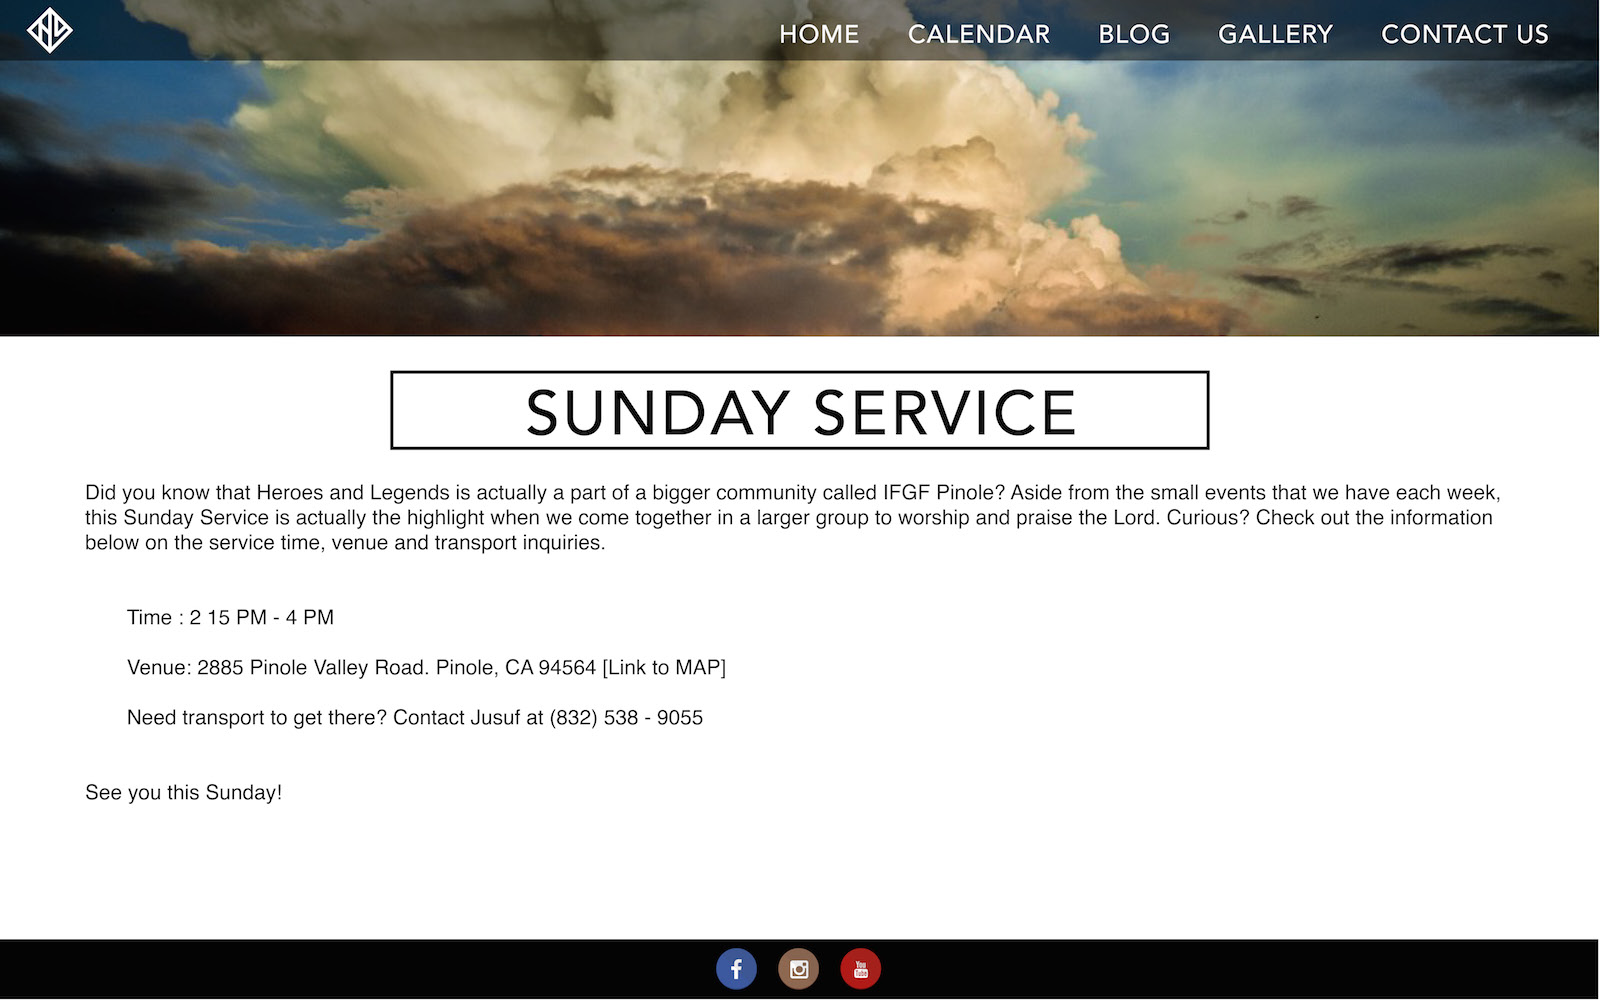 HOME CALENDAR BLOG GALLERY CONTACT US
SUNDAY SERVICE
Did you know that Heroes and Legends is actually a part of a bigger community called IFGF Pinole? Aside from the small events that we have each week,
this Sunday Service is actually the highlight when we come together in a larger group to worship and praise the Lord. Curious? Check out the information
below on the service time, venue and transport inquiries.
Time : 2 15 PM - 4 PM
Venue: 2885 Pinole Valley Road. Pinole, CA 94564 [Link to MAP]
Need transport to get there? Contact Jusuf at (832) 538 - 9055
See you this Sunday!
You
Tube